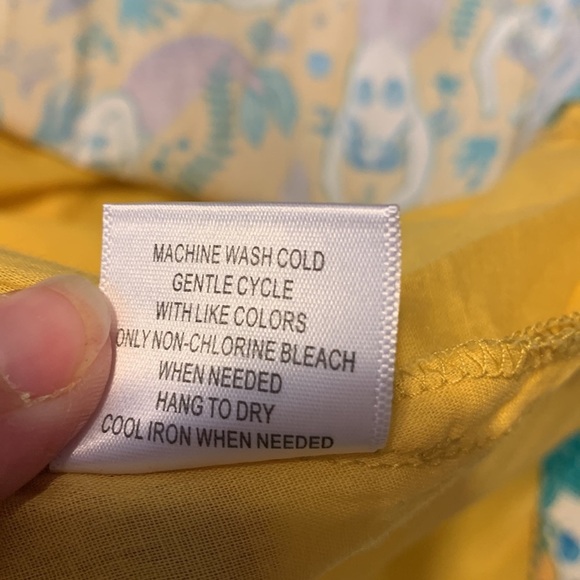 MACHINE WASH COLD
GENTLE CYCLE
WITH LIKE COLORS
ONLY NON-CHLORINE BLEACH
WHEN NEEDED
HANG TO DRY
COOL IRON WHEN NEEDED